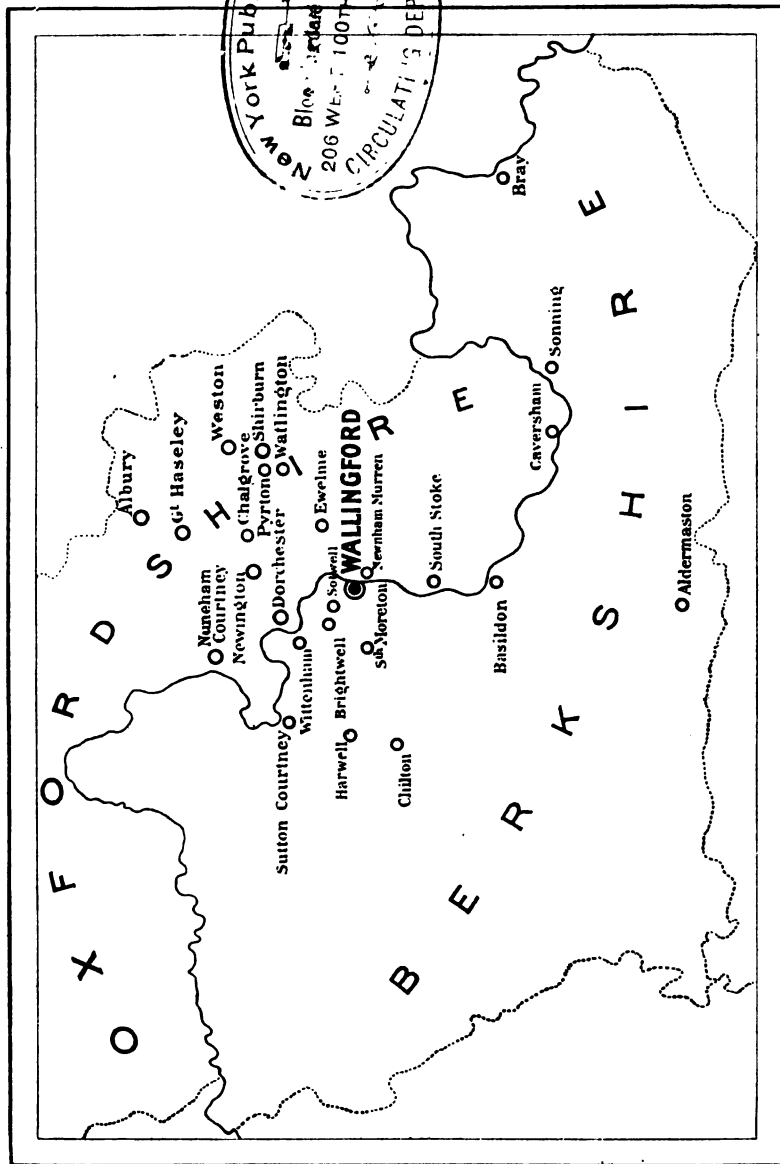 New York Pub
206 WEST 100TH
CIRCULATING DEP
OXFORDSHIRE
BERKSHIRE
Albury
Gt Haseley
Weston
Chalgrove
Shirburn
Pyrton
Watlington
Nuneham
Courtney
Newington
Dorchester
Ewelme
WALLINGFORD
Sotwell
Newnham Murren
Brightwell
Sth Moreton
Wittenham
Sutton Courtney
Harwell
Chilton
South Stoke
Basildon
Caversham
Sonning
Bray
Aldermaston